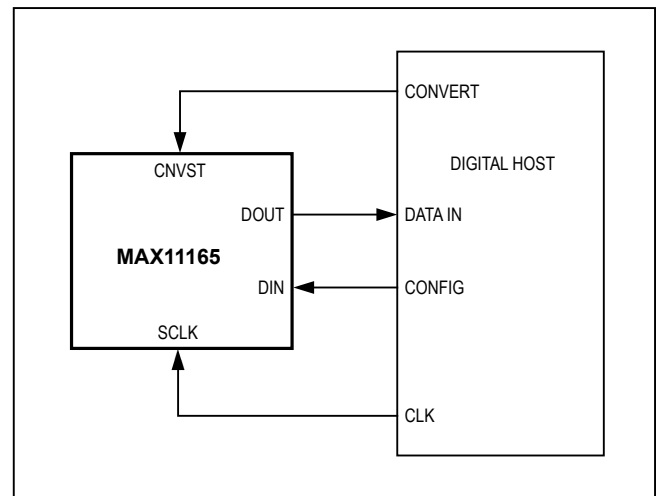 CONVERT
CNVST
DIGITAL HOST
DOUT
DATA IN
MAX11165
DIN
CONFIG
SCLK
CLK